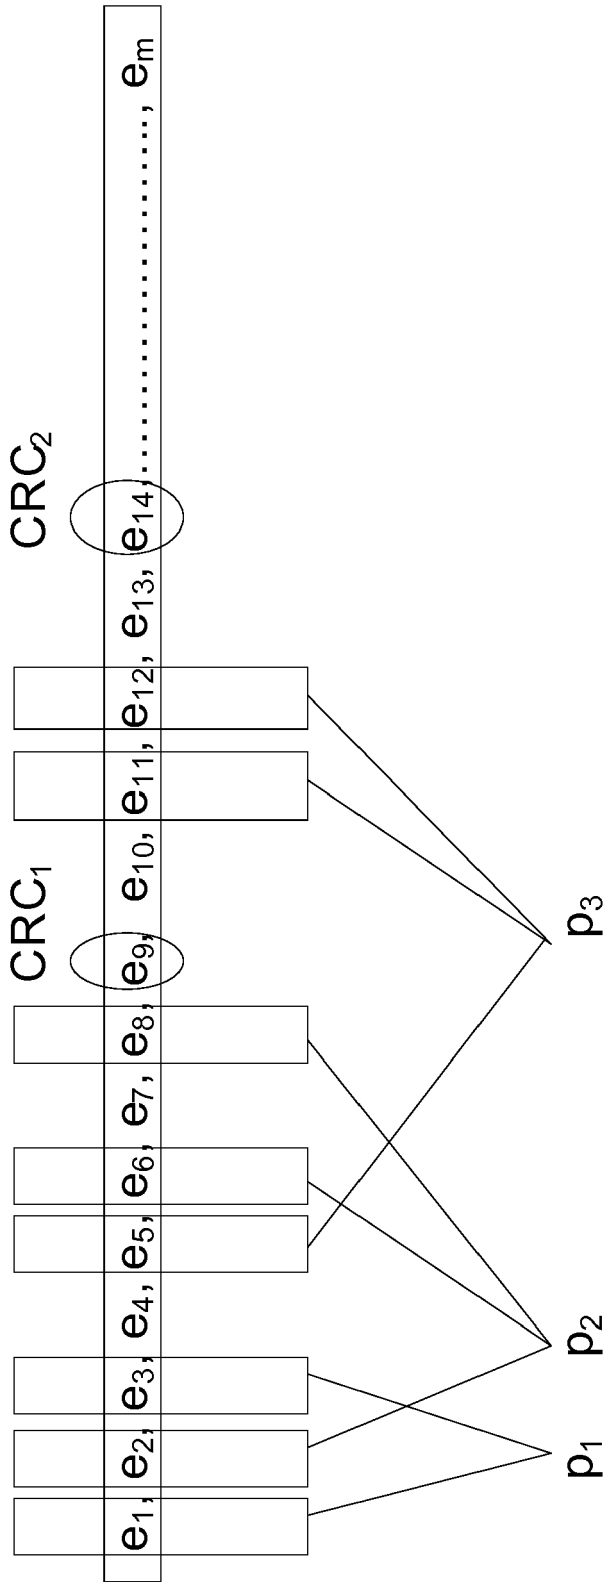 CRC₁ CRC₂
e₁, e₂, e₃, e₄, e₅, e₆, e₇, e₈, e₉, e₁₀, e₁₁, e₁₂, e₁₃, e₁₄,......................., eₘ
p₁ p₂ p₃